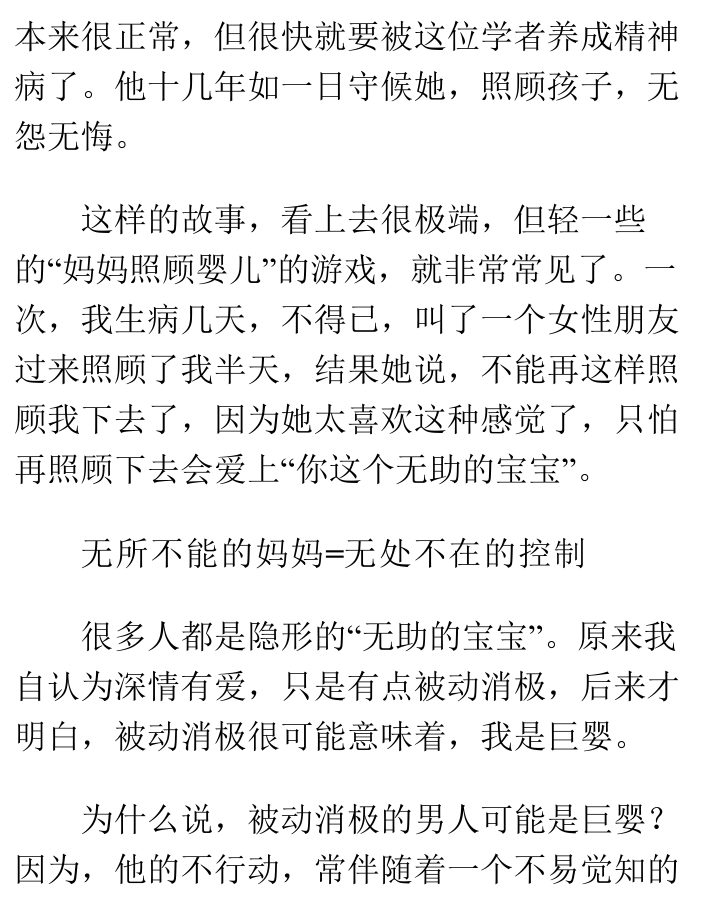 本来很正常，但很快就要被这位学者养成精神
病了。他十几年如一日守候她，照顾孩子，无
怨无悔。
这样的故事，看上去很极端，但轻一些
的“妈妈照顾婴儿”的游戏，就非常常见了。一
次，我生病几天，不得已，叫了一个女性朋友
过来照顾了我半天，结果她说，不能再这样照
顾我下去了，因为她太喜欢这种感觉了，只怕
再照顾下去会爱上“你这个无助的宝宝”。
无所不能的妈妈=无处不在的控制
很多人都是隐形的“无助的宝宝”。原来我
自认为深情有爱，只是有点被动消极，后来才
明白，被动消极很可能意味着，我是巨婴。
为什么说，被动消极的男人可能是巨婴？
因为，他的不行动，常伴随着一个不易觉知的